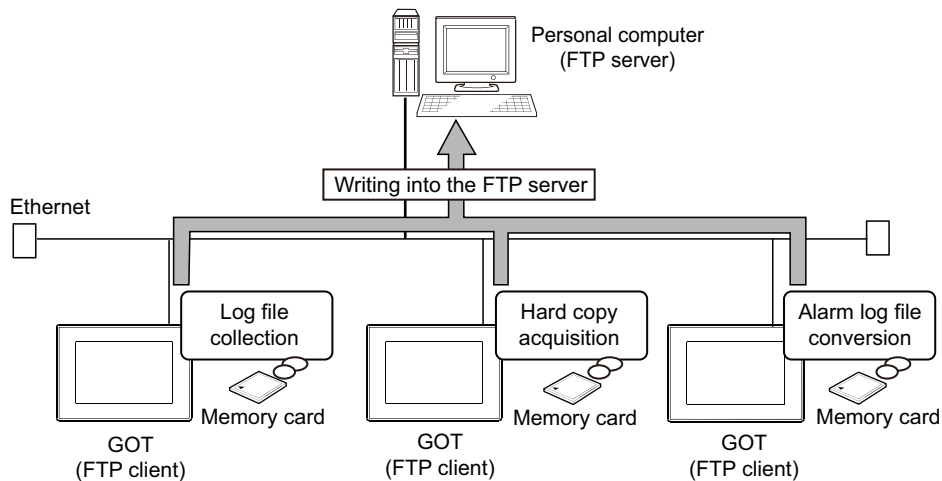 Personal computer
(FTP server)
Writing into the FTP server
Ethernet
Log file
collection
Memory card
GOT
(FTP client)
Hard copy
acquisition
Memory card
GOT
(FTP client)
Alarm log file
conversion
Memory card
GOT
(FTP client)